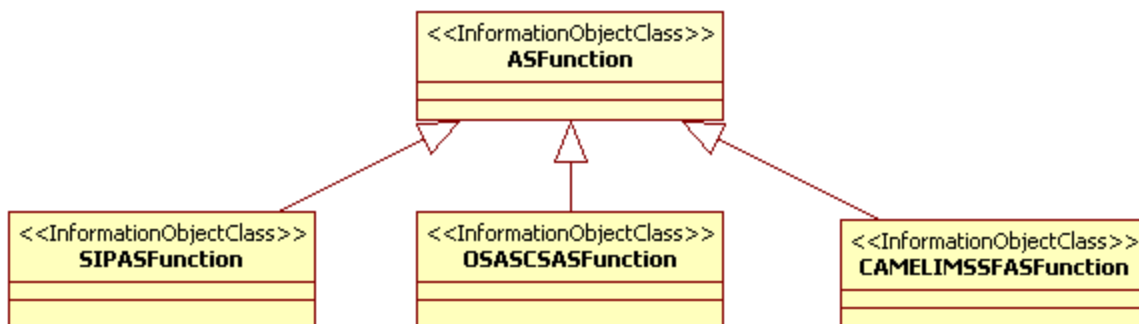 <<InformationObjectClass>>
ASFunction
<<InformationObjectClass>>
SIPASFunction
<<InformationObjectClass>>
OSASCSASFunction
<<InformationObjectClass>>
CAMELIMSSFASFunction